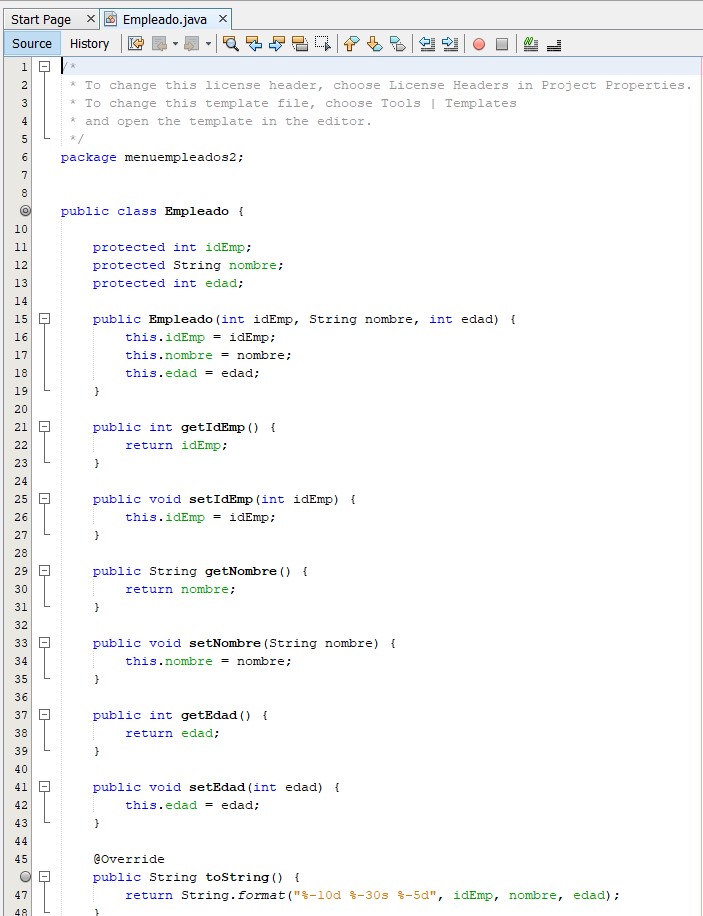 Start Page Empleado.java
Source History
1 /*
2 * To change this license header, choose License Headers in Project Properties.
3 * To change this template file, choose Tools | Templates
4 * and open the template in the editor.
5 */
6 package menuempleados2;
7
8
public class Empleado {
10
11 protected int idEmp;
12 protected String nombre;
13 protected int edad;
14
15 public Empleado(int idEmp, String nombre, int edad) {
16 this.idEmp = idEmp;
17 this.nombre = nombre;
18 this.edad = edad;
19 }
20
21 public int getIdEmp() {
22 return idEmp;
23 }
24
25 public void setIdEmp(int idEmp) {
26 this.idEmp = idEmp;
27 }
28
29 public String getNombre() {
30 return nombre;
31 }
32
33 public void setNombre(String nombre) {
34 this.nombre = nombre;
35 }
36
37 public int getEdad() {
38 return edad;
39 }
40
41 public void setEdad(int edad) {
42 this.edad = edad;
43 }
44
45 @Override
public String toString() {
47 return String.format("%-10d %-30s %-5d", idEmp, nombre, edad);
48 }